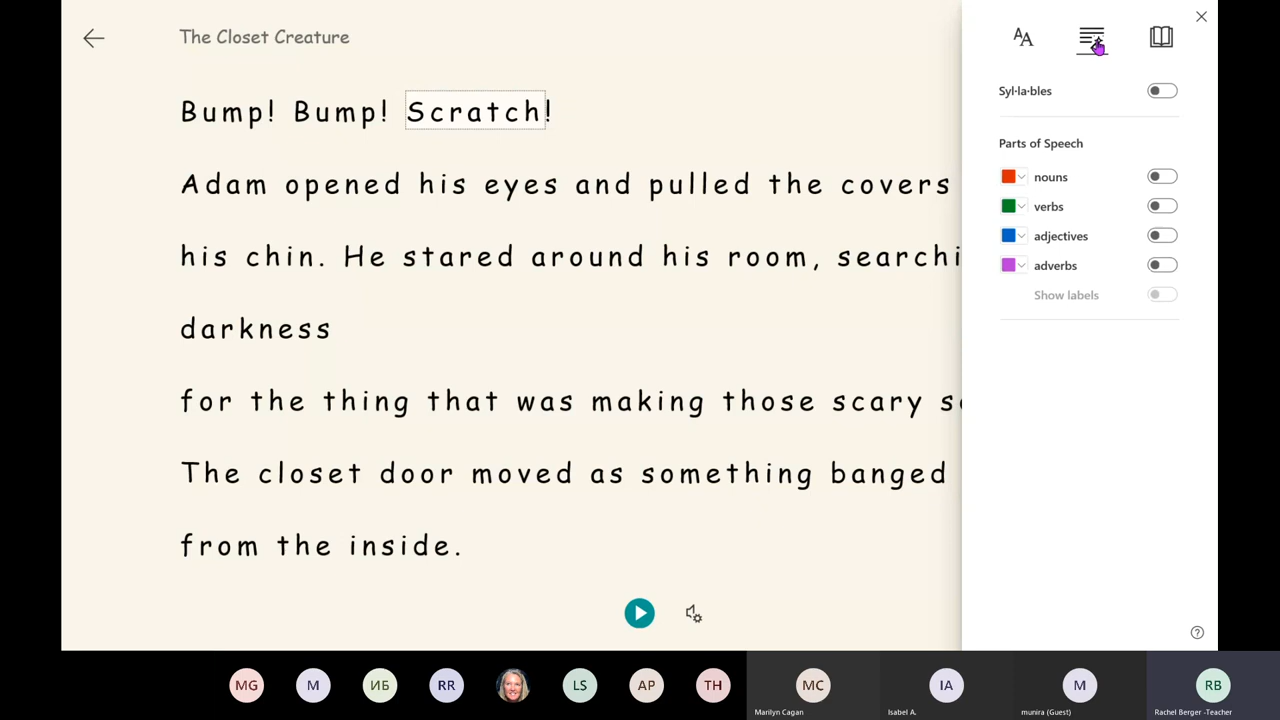 The Closet Creature
Bump! Bump! Scratch!
Adam opened his eyes and pulled the covers
his chin. He stared around his room, searchi
darkness
for the thing that was making those scary s
The closet door moved as something banged
from the inside.
AA
Syl·la·bles
Parts of Speech
nouns
verbs
adjectives
adverbs
Show labels
MG M ИБ RR LS AP TH MC IA M RB
Marilyn Cagan Isabel A. munira (Guest) Rachel Berger -Teacher